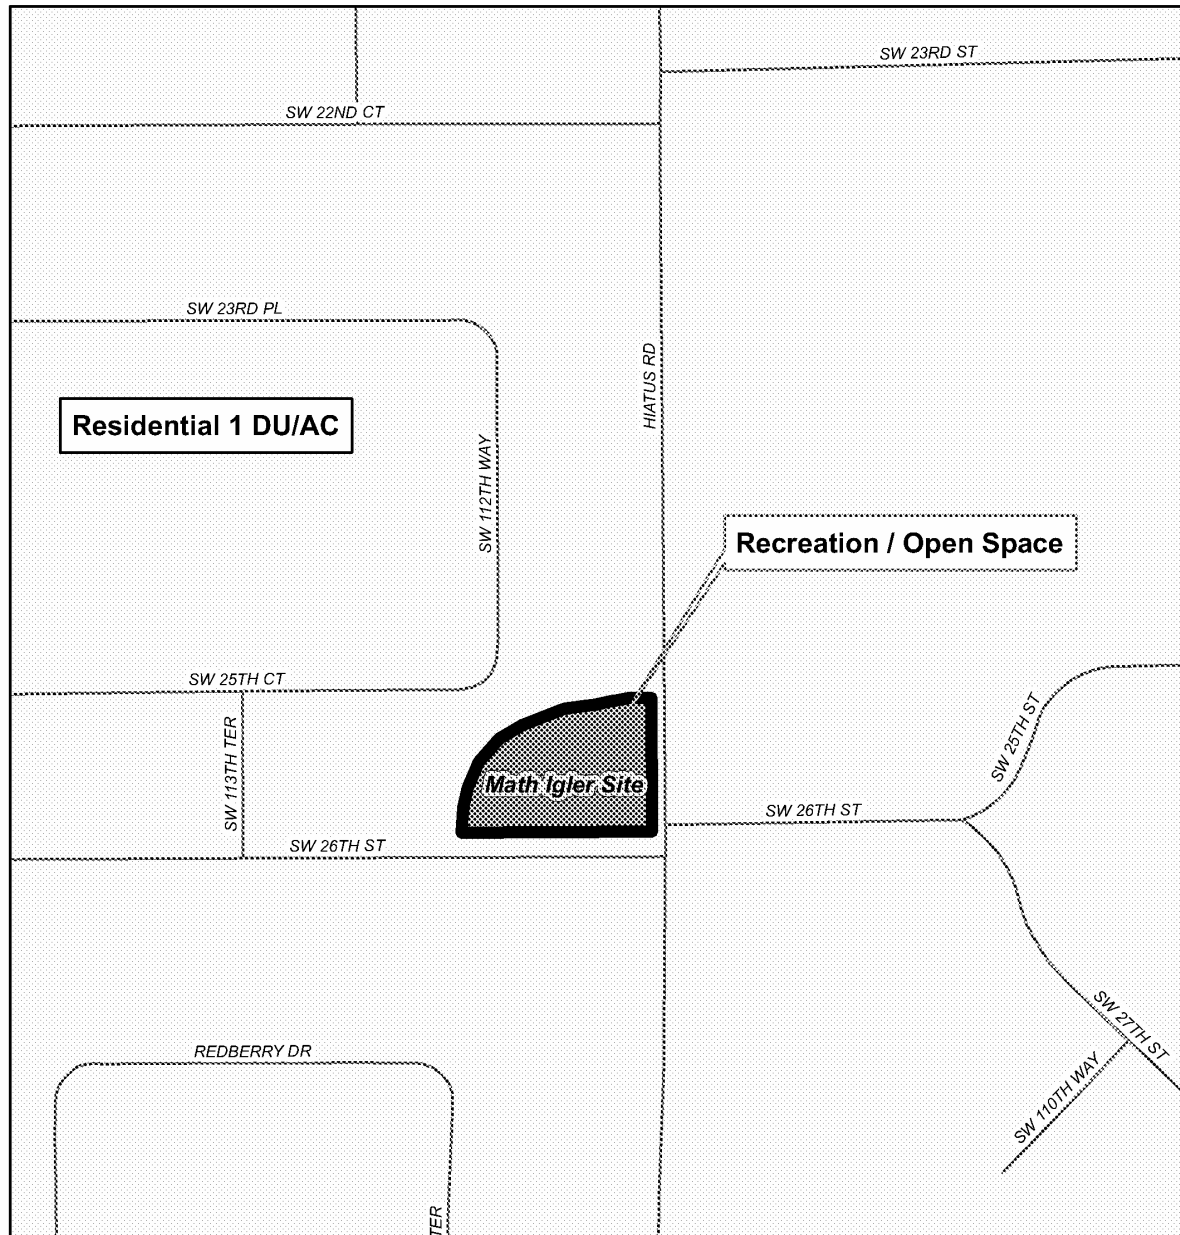 SW 23RD ST
SW 22ND CT
SW 23RD PL
HIATUS RD
Residential 1 DU/AC
SW 112TH WAY
Recreation / Open Space
SW 25TH CT
SW 25TH ST
SW 113TH TER
Math Igler Site
SW 26TH ST
SW 26TH ST
SW 27TH ST
REDBERRY DR
SW 110TH WAY
TER